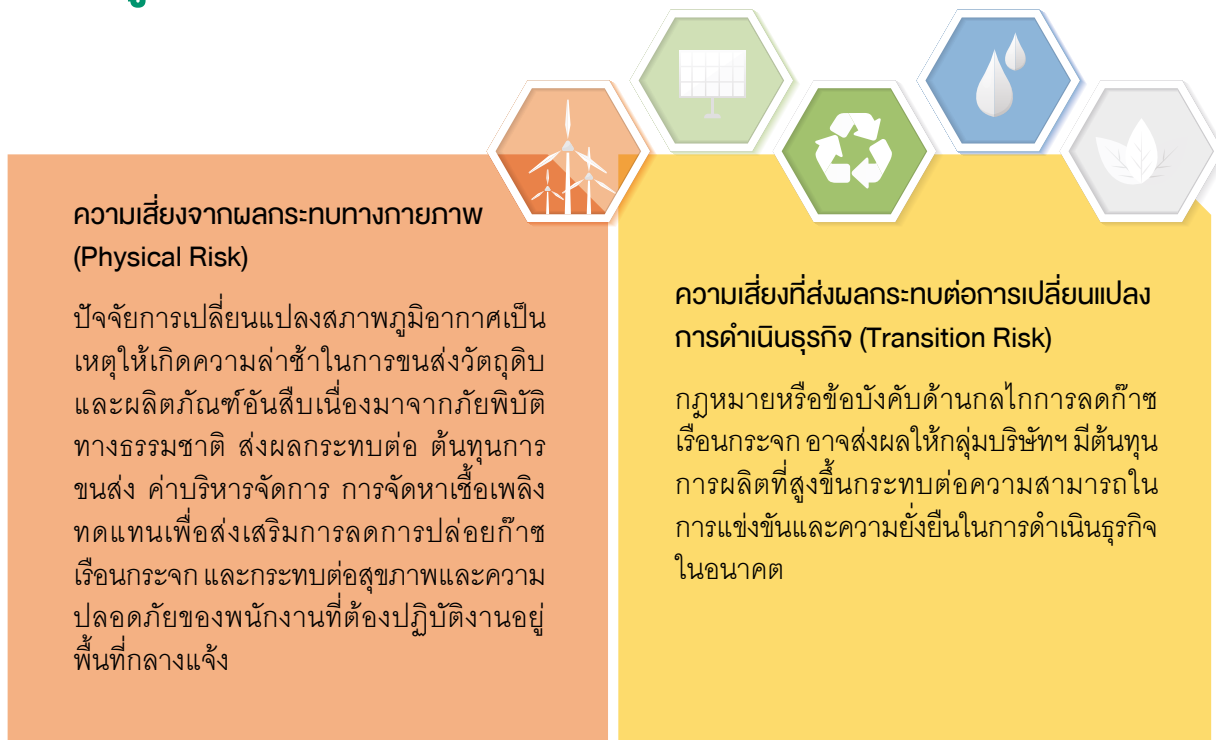 ความเสี่ยงจากผลกระทบทางกายภาพ
(Physical Risk)
ปัจจัยการเปลี่ยนแปลงสภาพภูมิอากาศเป็น
เหตุให้เกิดความล่าช้าในการขนส่งวัตถุดิบ
และผลิตภัณฑ์อันสืบเนื่องมาจากภัยพิบัติ
ทางธรรมชาติ ส่งผลกระทบต่อ ต้นทุนการ
ขนส่ง ค่าบริหารจัดการ การจัดหาเชื้อเพลิง
ทดแทนเพื่อส่งเสริมการลดการปล่อยก๊าซ
เรือนกระจก และกระทบต่อสุขภาพและความ
ปลอดภัยของพนักงานที่ต้องปฏิบัติงานอยู่
พื้นที่กลางแจ้ง
ความเสี่ยงที่ส่งผลกระทบต่อการเปลี่ยนแปลง
การดำเนินธุรกิจ (Transition Risk)
กฎหมายหรือข้อบังคับด้านกลไกการลดก๊าซ
เรือนกระจก อาจส่งผลให้กลุ่มบริษัทฯ มีต้นทุน
การผลิตที่สูงขึ้นกระทบต่อความสามารถใน
การแข่งขันและความยั่งยืนในการดำเนินธุรกิจ
ในอนาคต